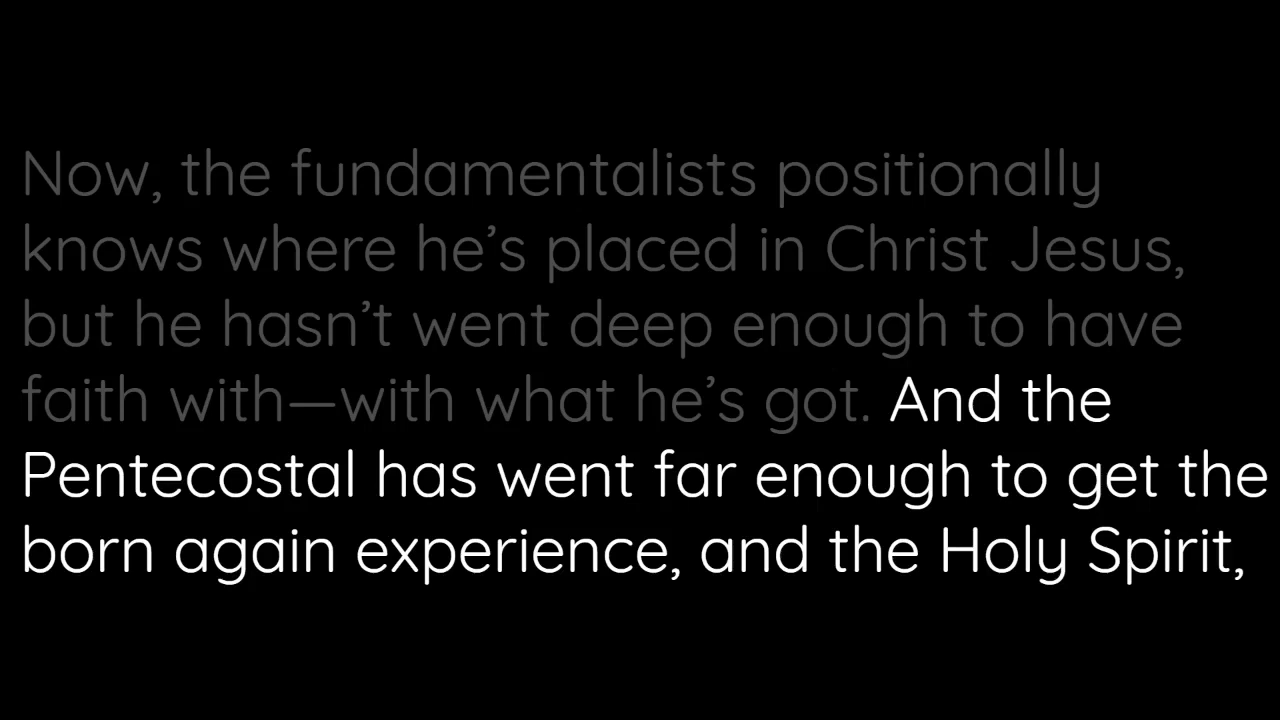 Now, the fundamentalists positionally
knows where he’s placed in Christ Jesus,
but he hasn’t went deep enough to have
faith with—with what he’s got. And the
Pentecostal has went far enough to get the
born again experience, and the Holy Spirit,